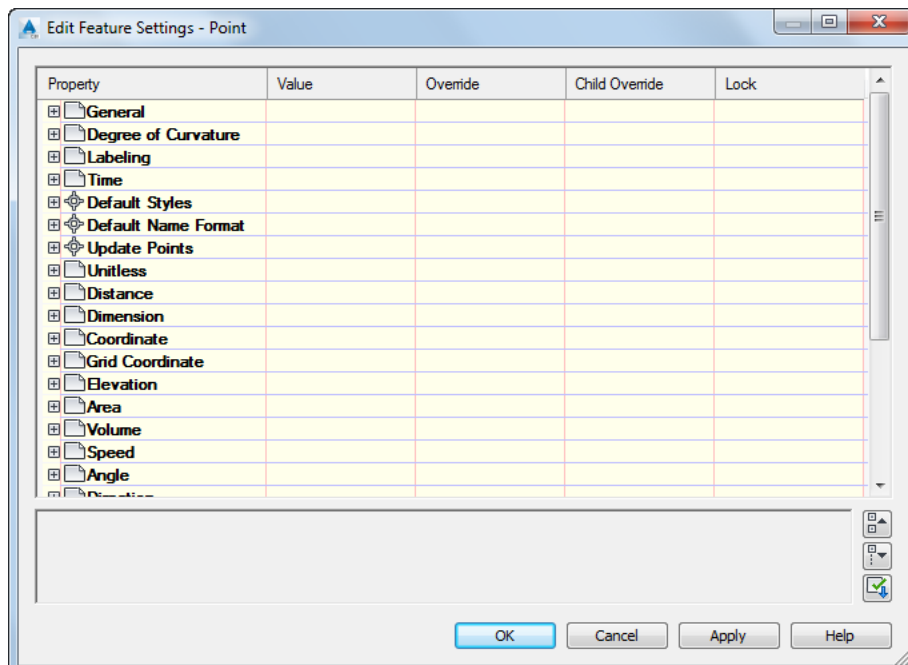 Edit Feature Settings - Point
Property Value Override Child Override Lock
General
Degree of Curvature
Labeling
Time
Default Styles
Default Name Format
Update Points
Unitless
Distance
Dimension
Coordinate
Grid Coordinate
Elevation
Area
Volume
Speed
Angle
Direction
OK Cancel Apply Help